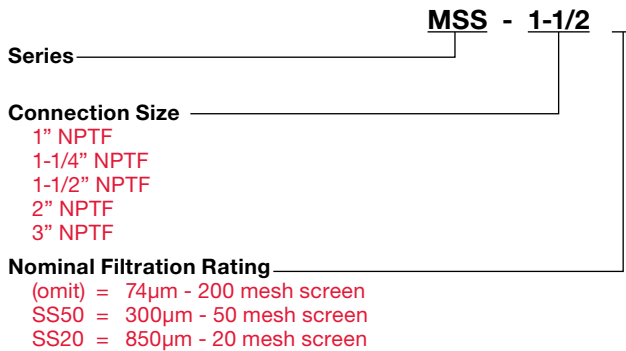 MSS - 1-1/2
Series
Connection Size
1” NPTF
1-1/4” NPTF
1-1/2” NPTF
2” NPTF
3” NPTF
Nominal Filtration Rating
(omit) = 74µm - 200 mesh screen
SS50 = 300µm - 50 mesh screen
SS20 = 850µm - 20 mesh screen